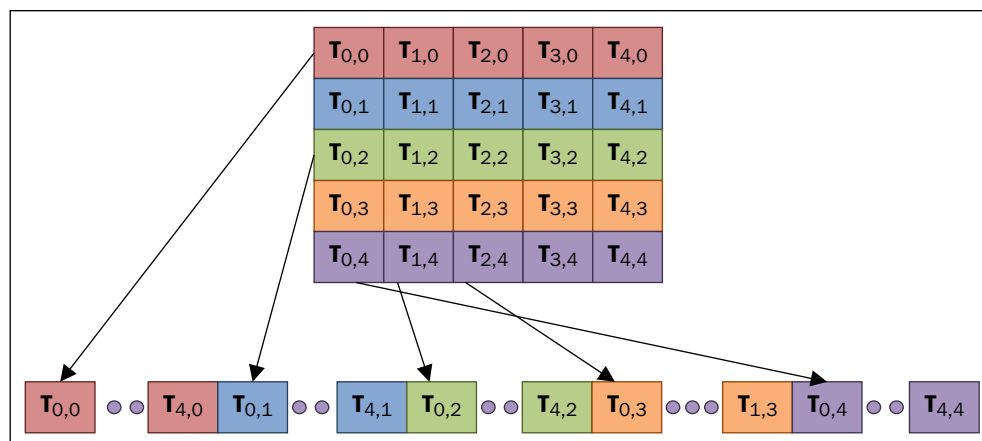 T0,0 T1,0 T2,0 T3,0 T4,0
T0,1 T1,1 T2,1 T3,1 T4,1
T0,2 T1,2 T2,2 T3,2 T4,2
T0,3 T1,3 T2,3 T3,3 T4,3
T0,4 T1,4 T2,4 T3,4 T4,4
T0,0 T4,0 T0,1 T4,1 T0,2 T4,2 T0,3 T1,3 T0,4 T4,4